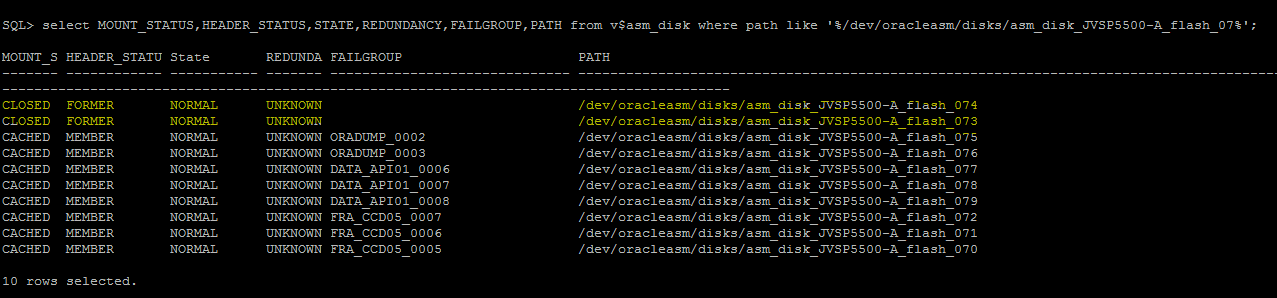 SQL> select MOUNT_STATUS,HEADER_STATUS,STATE,REDUNDANCY,FAILGROUP,PATH from v$asm_disk where path like '%/dev/oracleasm/disks/asm_disk_JVSP5500-A_flash_07%';
MOUNT_S HEADER_STATU State        REDUNDA FAILGROUP                      PATH
------- ------------ ------------ ------- ------------------------------ ---------------------------------------------------------------------------------------
-------------------------------------------------------------------------------------------
CLOSED  FORMER       NORMAL       UNKNOWN                                /dev/oracleasm/disks/asm_disk_JVSP5500-A_flash_074
CLOSED  FORMER       NORMAL       UNKNOWN                                /dev/oracleasm/disks/asm_disk_JVSP5500-A_flash_073
CACHED  MEMBER       NORMAL       UNKNOWN ORADUMP_0002                   /dev/oracleasm/disks/asm_disk_JVSP5500-A_flash_075
CACHED  MEMBER       NORMAL       UNKNOWN ORADUMP_0003                   /dev/oracleasm/disks/asm_disk_JVSP5500-A_flash_076
CACHED  MEMBER       NORMAL       UNKNOWN DATA_API01_0006                /dev/oracleasm/disks/asm_disk_JVSP5500-A_flash_077
CACHED  MEMBER       NORMAL       UNKNOWN DATA_API01_0007                /dev/oracleasm/disks/asm_disk_JVSP5500-A_flash_078
CACHED  MEMBER       NORMAL       UNKNOWN DATA_API01_0008                /dev/oracleasm/disks/asm_disk_JVSP5500-A_flash_079
CACHED  MEMBER       NORMAL       UNKNOWN FRA_CCD05_0007                 /dev/oracleasm/disks/asm_disk_JVSP5500-A_flash_072
CACHED  MEMBER       NORMAL       UNKNOWN FRA_CCD05_0006                 /dev/oracleasm/disks/asm_disk_JVSP5500-A_flash_071
CACHED  MEMBER       NORMAL       UNKNOWN FRA_CCD05_0005                 /dev/oracleasm/disks/asm_disk_JVSP5500-A_flash_070
10 rows selected.